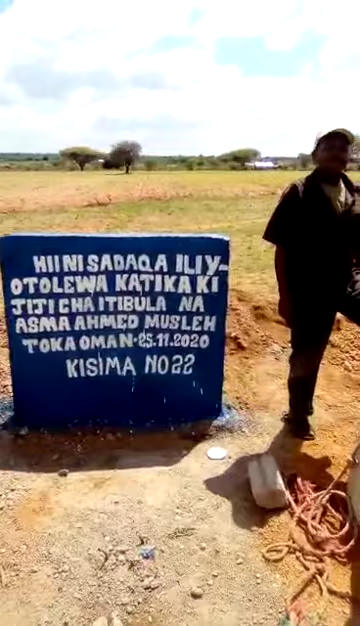 HII NI SADAQA ILIY-
OTOLEWA KATIKA KI
JIJI CHA ITIBULA NA
ASMA AHMED MUSLEH
TOKA OMAN·25.11.2020
KISIMA NO22